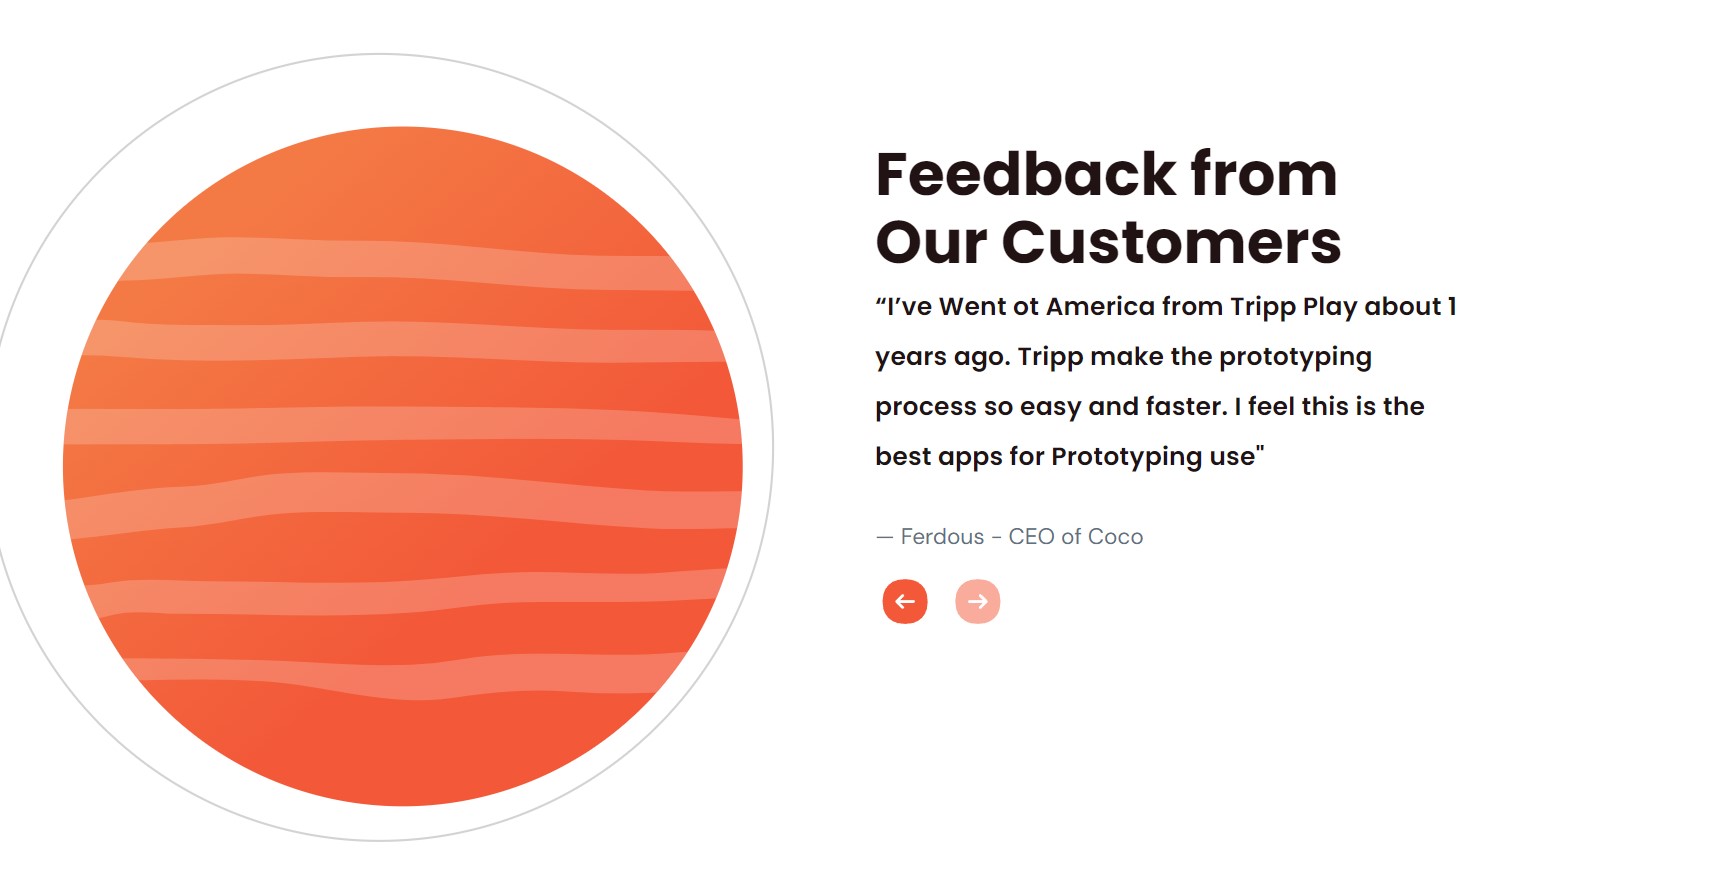 Feedback from
Our Customers
“I’ve Went ot America from Tripp Play about 1
years ago. Tripp make the prototyping
process so easy and faster. I feel this is the
best apps for Prototyping use"
— Ferdous - CEO of Coco